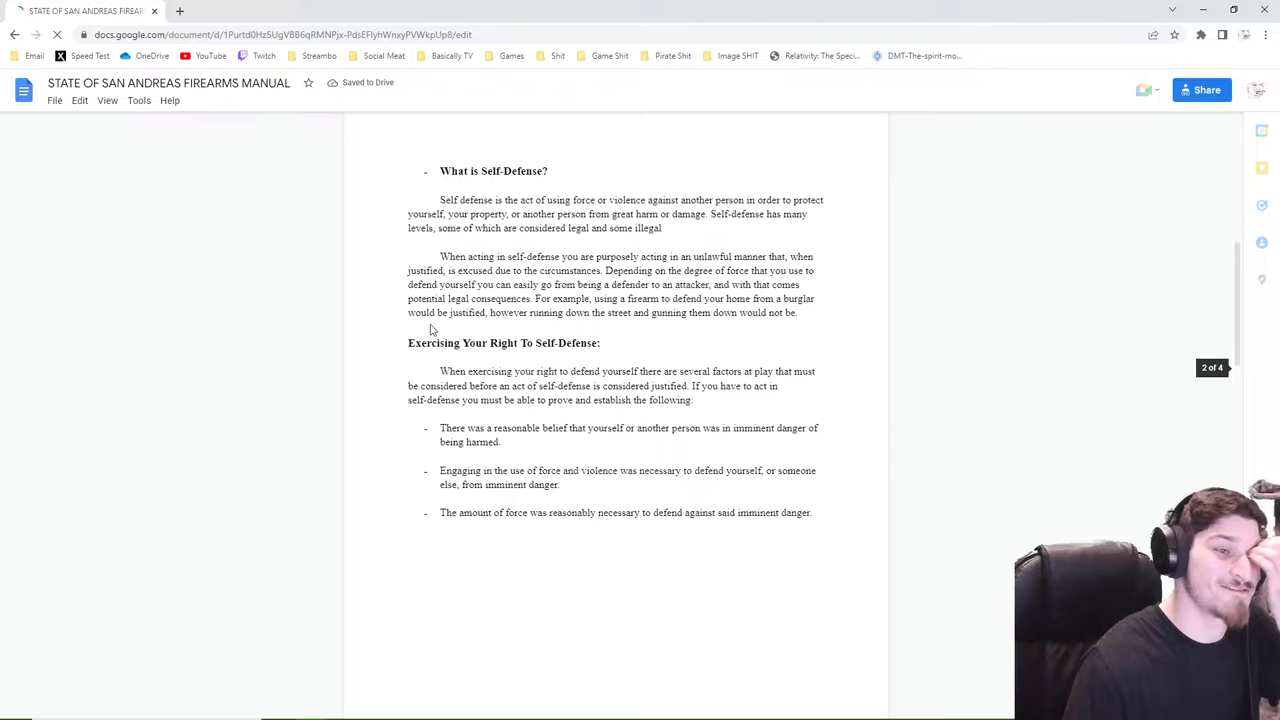 STATE OF SAN ANDREAS FIREAR
docs.google.com/document/d/1Purtd0Hz5UgVBB6qRMNPjx-PdsEFlyhWnxyPVWkpUp8/edit
Email Speed Test OneDrive YouTube Twitch Streambo Social Meat Basically TV Games Shit Game Shit Pirate Shit Image SHIT Relativity: The Speci... DMT-The-spirit-mo...
STATE OF SAN ANDREAS FIREARMS MANUAL Saved to Drive
File Edit View Tools Help
Share
- What is Self-Defense?
Self defense is the act of using force or violence against another person in order to protect
yourself, your property, or another person from great harm or damage. Self-defense has many
levels, some of which are considered legal and some illegal
When acting in self-defense you are purposely acting in an unlawful manner that, when
justified, is excused due to the circumstances. Depending on the degree of force that you use to
defend yourself you can easily go from being a defender to an attacker, and with that comes
potential legal consequences. For example, using a firearm to defend your home from a burglar
would be justified, however running down the street and gunning them down would not be.
Exercising Your Right To Self-Defense:
When exercising your right to defend yourself there are several factors at play that must
be considered before an act of self-defense is considered justified. If you have to act in
self-defense you must be able to prove and establish the following:
- There was a reasonable belief that yourself or another person was in imminent danger of
being harmed.
- Engaging in the use of force and violence was necessary to defend yourself, or someone
else, from imminent danger.
- The amount of force was reasonably necessary to defend against said imminent danger.
2 of 4